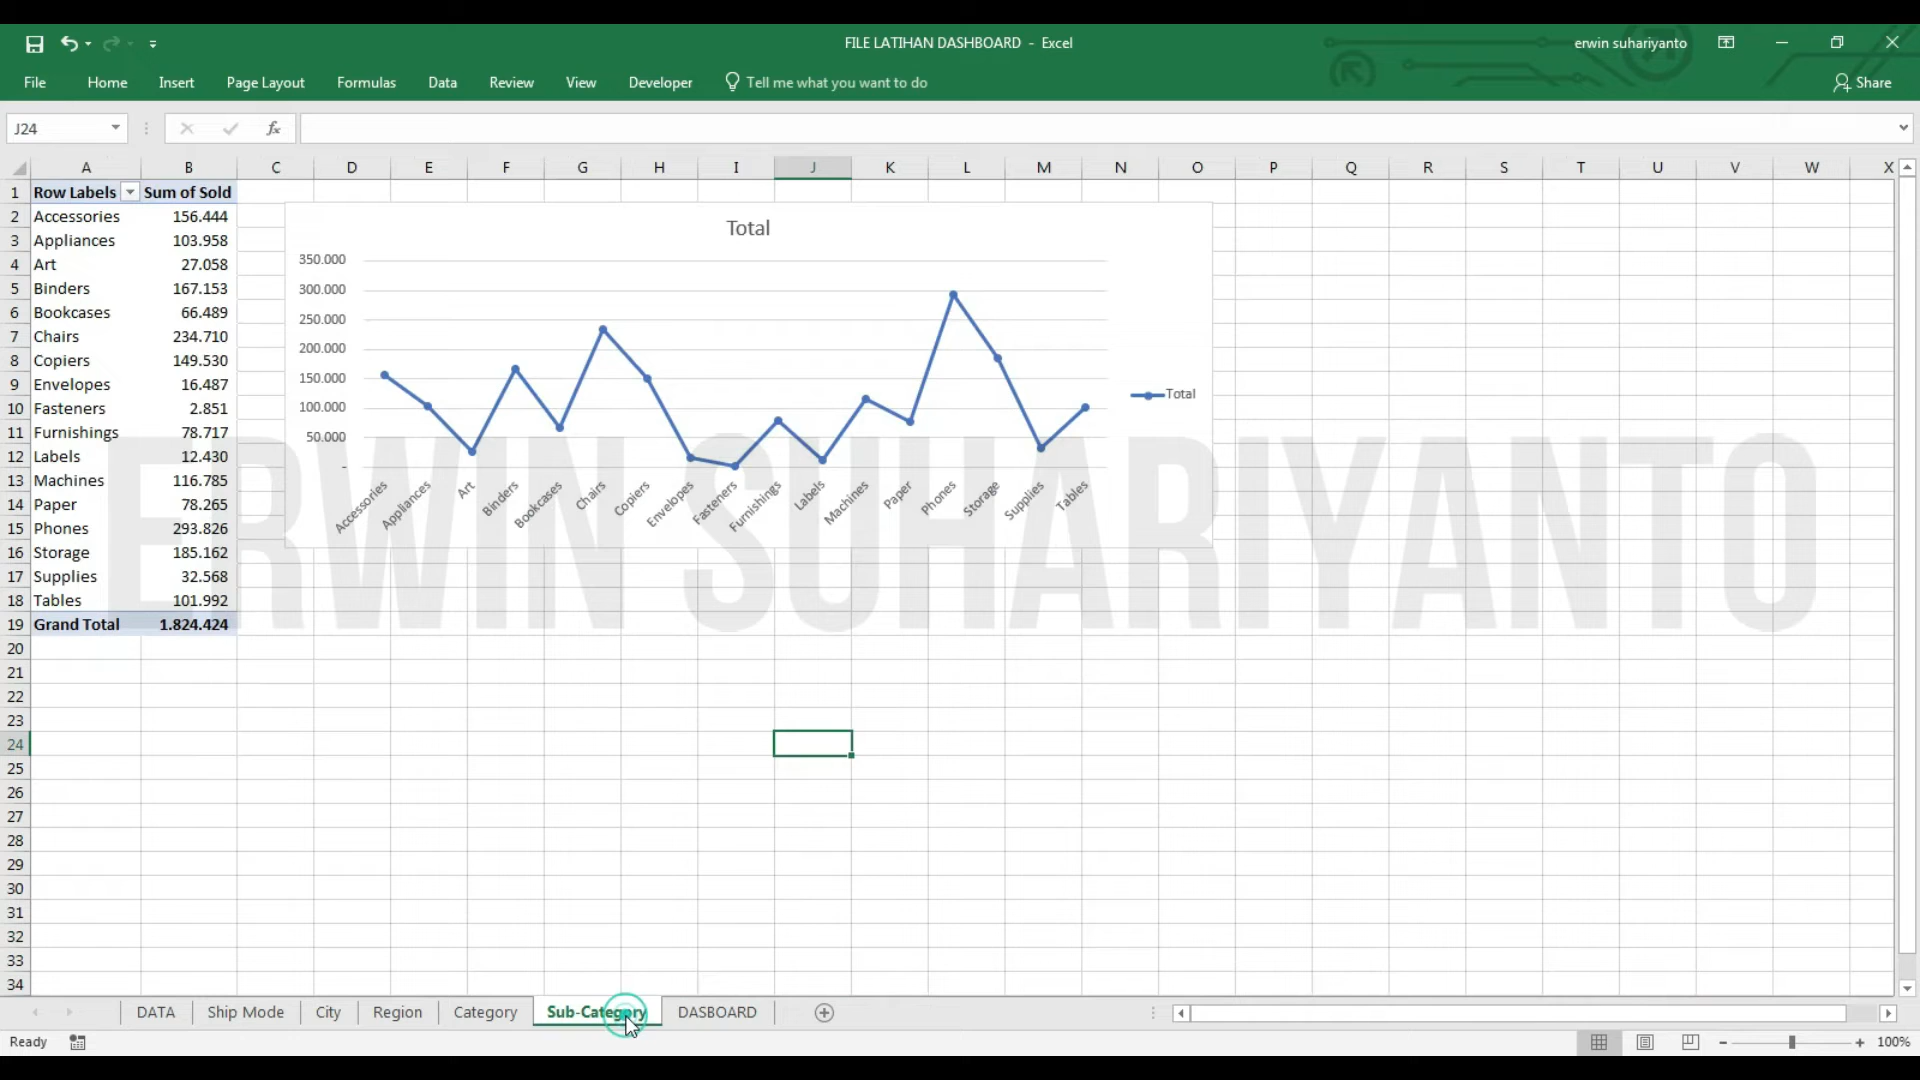 FILE LATIHAN DASHBOARD - Excel
erwin suhariyanto
File Home Insert Page Layout Formulas Data Review View Developer Tell me what you want to do Share
J24
fx
A B C D E F G H I J K L M N O P Q R S T U V W X
1 Row Labels Sum of Sold
2 Accessories 156.444
3 Appliances 103.958
4 Art 27.058
5 Binders 167.153
6 Bookcases 66.489
7 Chairs 234.710
8 Copiers 149.530
9 Envelopes 16.487
10 Fasteners 2.851
11 Furnishings 78.717
12 Labels 12.430
13 Machines 116.785
14 Paper 78.265
15 Phones 293.826
16 Storage 185.162
17 Supplies 32.568
18 Tables 101.992
19 Grand Total 1.824.424
20
21
22
23
24
25
26
27
28
29
30
31
32
33
34
Total
350.000
300.000
250.000
200.000
150.000
100.000
50.000
-
Accessories Appliances Art Binders Bookcases Chairs Copiers Envelopes Fasteners Furnishings Labels Machines Paper Phones Storage Supplies Tables
Total
ERWIN SUHARIYANTO
DATA Ship Mode City Region Category Sub-Category DASBOARD
Ready
100%